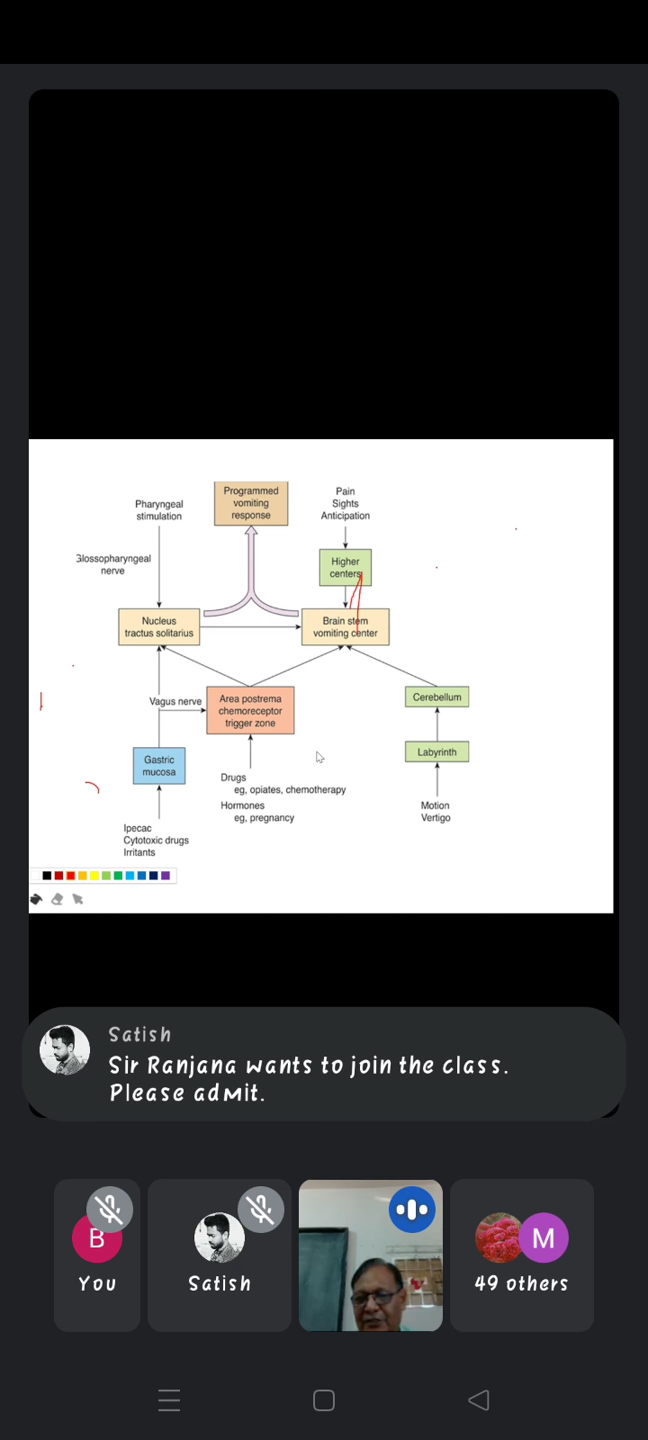 Programmed
vomiting
response
Pharyngeal
stimulation
Pain
Sights
Anticipation
Glossopharyngeal
nerve
Higher
centers
Nucleus
tractus solitarius
Brain stem
vomiting center
Vagus nerve
Area postrema
chemoreceptor
trigger zone
Cerebellum
Gastric
mucosa
Labyrinth
Drugs
eg, opiates, chemotherapy
Hormones
eg, pregnancy
Motion
Vertigo
Ipecac
Cytotoxic drugs
Irritants
Satish
Sir Ranjana wants to join the class.
Please admit.
B
M
You
Satish
49 others